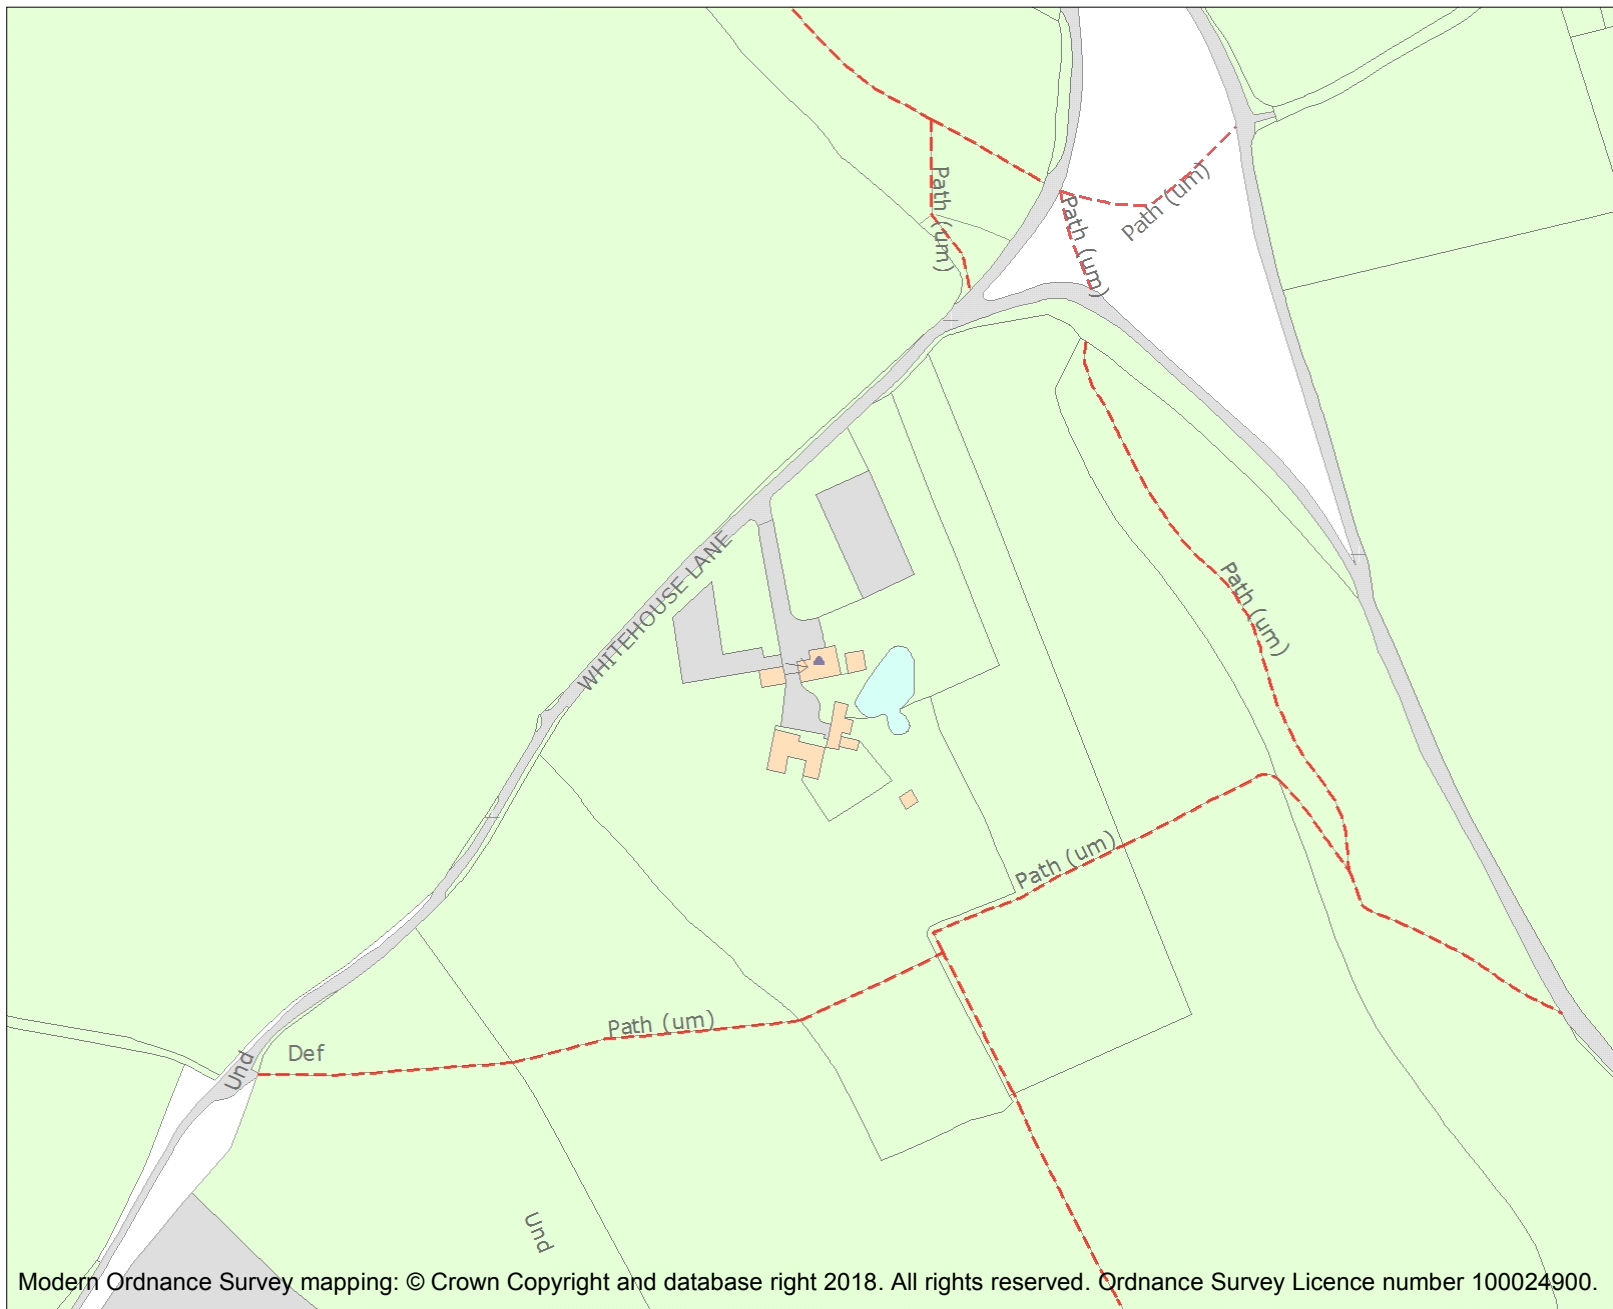 Path (um)
Path (um)
Path (um)
WHITEHOUSE LANE
Path (um)
Path (um)
Path (um)
Def
Und
Und
Modern Ordnance Survey mapping: © Crown Copyright and database right 2018. All rights reserved. Ordnance Survey Licence number 100024900.